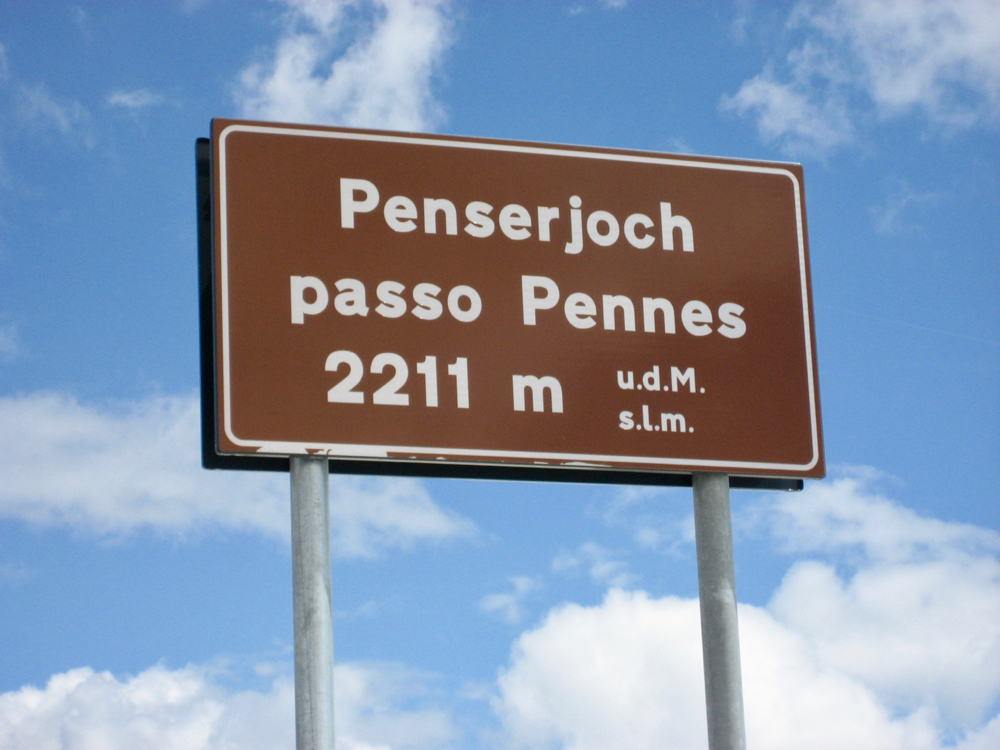 Penserjoch
passo Pennes
2211 m u.d.M.
s.l.m.